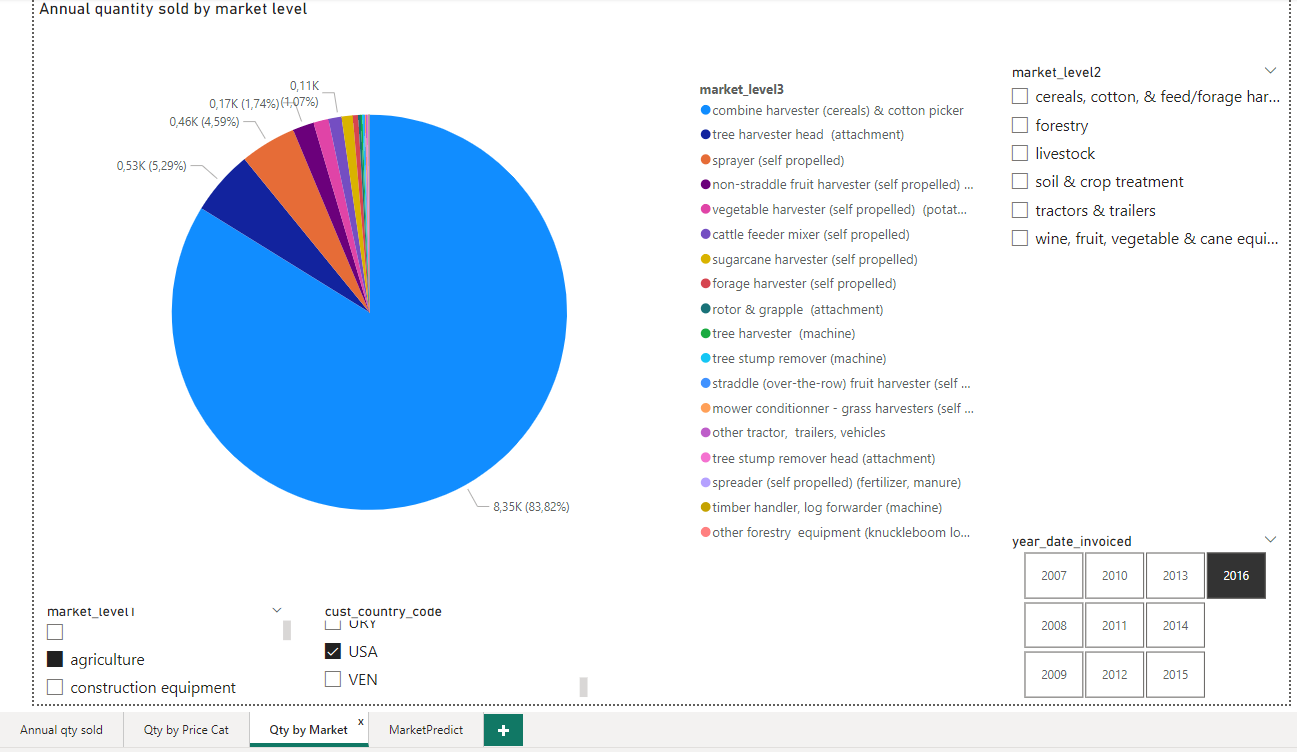 Annual quantity sold by market level
0,11K
(1,07%)
0,17K (1,74%)
0,46K (4,59%)
0,53K (5,29%)
8,35K (83,82%)
market_level3
combine harvester (cereals) & cotton picker
tree harvester head (attachment)
sprayer (self propelled)
non-straddle fruit harvester (self propelled) ...
vegetable harvester (self propelled) (potat...
cattle feeder mixer (self propelled)
sugarcane harvester (self propelled)
forage harvester (self propelled)
rotor & grapple (attachment)
tree harvester (machine)
tree stump remover (machine)
straddle (over-the-row) fruit harvester (self ...
mower conditionner - grass harvesters (self ...
other tractor, trailers, vehicles
tree stump remover head (attachment)
spreader (self propelled) (fertilizer, manure)
timber handler, log forwarder (machine)
other forestry equipment (knuckleboom lo...
market_level2
cereals, cotton, & feed/forage har...
forestry
livestock
soil & crop treatment
tractors & trailers
wine, fruit, vegetable & cane equi...
year_date_invoiced
2007 2010 2013 2016
2008 2011 2014
2009 2012 2015
market_level1
agriculture
construction equipment
cust_country_code
URY
USA
VEN
Annual qty sold Qty by Price Cat Qty by Market x MarketPredict +